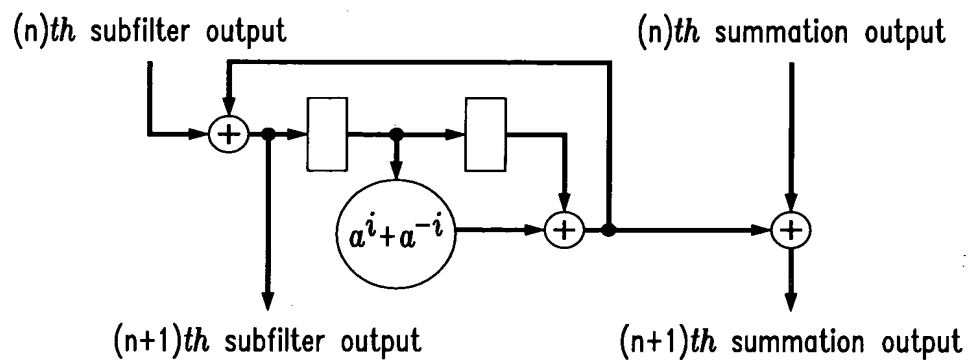 (n)th subfilter output
(n)th summation output
+
a^i+a^{-i}
+
+
(n+1)th subfilter output
(n+1)th summation output